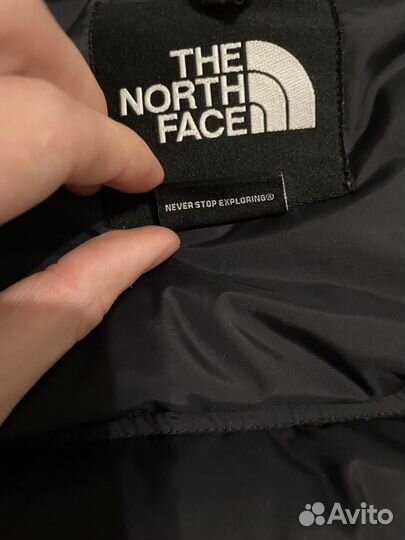 THE
NORTH
FACE
NEVER STOP EXPLORING®
Avito